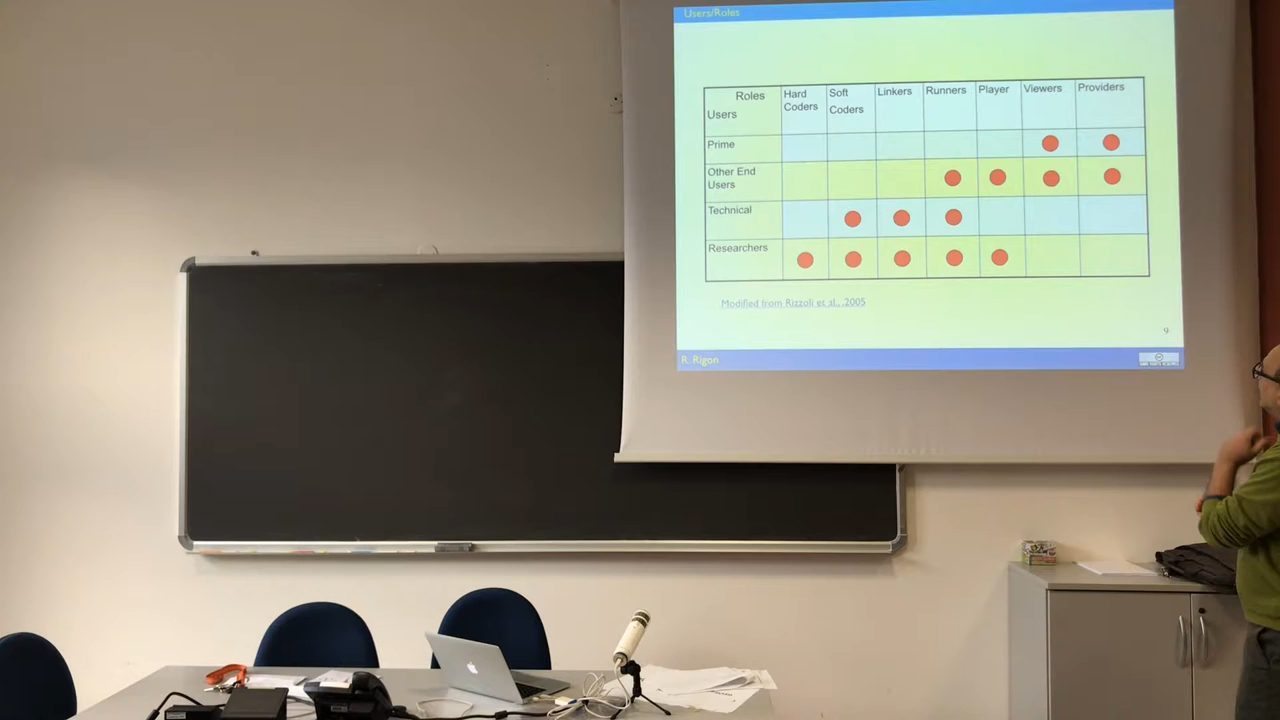 Users/Roles
Roles
Users
Hard Coders
Soft Coders
Linkers
Runners
Player
Viewers
Providers
Prime
Other End Users
Technical
Researchers
Modified from Rizzoli et al., ,2005
9
R. Rigon